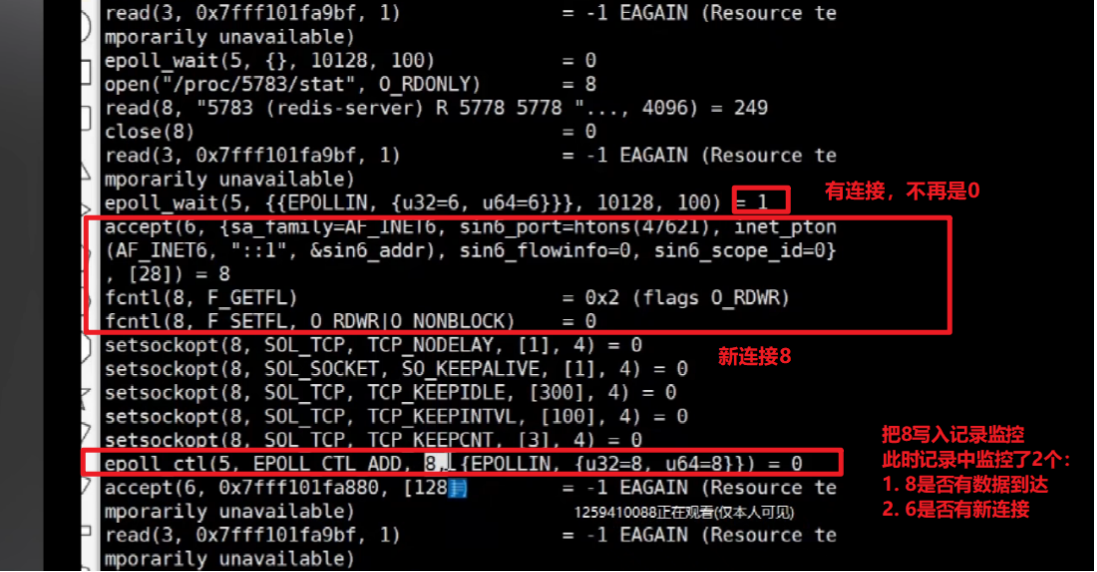 read(3, 0x7fff101fa9bf, 1) = -1 EAGAIN (Resource te
mporarily unavailable)
epoll_wait(5, {}, 10128, 100) = 0
open("/proc/5783/stat", O_RDONLY) = 8
read(8, "5783 (redis-server) R 5778 5778 "..., 4096) = 249
close(8) = 0
read(3, 0x7fff101fa9bf, 1) = -1 EAGAIN (Resource te
mporarily unavailable)
epoll_wait(5, {{EPOLLIN, {u32=6, u64=6}}}, 10128, 100) = 1
有连接，不再是0
accept(6, {sa_family=AF_INET6, sin6_port=htons(47621), inet_pton
(AF_INET6, "::1", &sin6_addr), sin6_flowinfo=0, sin6_scope_id=0}
, [28]) = 8
fcntl(8, F_GETFL) = 0x2 (flags O_RDWR)
fcntl(8, F_SETFL, O_RDWR|O_NONBLOCK) = 0
setsockopt(8, SOL_TCP, TCP_NODELAY, [1], 4) = 0
新连接8
setsockopt(8, SOL_SOCKET, SO_KEEPALIVE, [1], 4) = 0
setsockopt(8, SOL_TCP, TCP_KEEPIDLE, [300], 4) = 0
setsockopt(8, SOL_TCP, TCP_KEEPINTVL, [100], 4) = 0
setsockopt(8, SOL_TCP, TCP_KEEPCNT, [3], 4) = 0
epoll_ctl(5, EPOLL_CTL_ADD, 8, {EPOLLIN, {u32=8, u64=8}}) = 0
把8写入记录监控
此时记录中监控了2个：
1. 8是否有数据到达
2. 6是否有新连接
accept(6, 0x7fff101fa880, [128]) = -1 EAGAIN (Resource te
mporarily unavailable)
1259410088正在观看(仅本人可见)
read(3, 0x7fff101fa9bf, 1) = -1 EAGAIN (Resource te
mporarily unavailable)